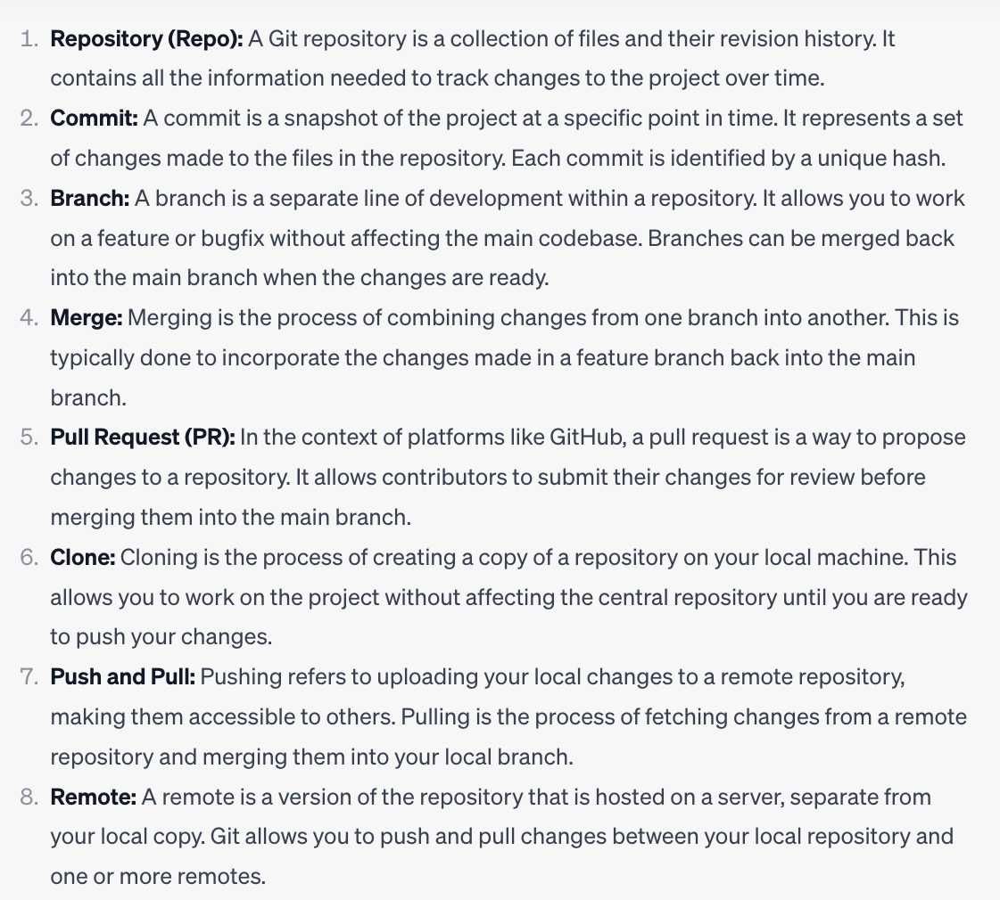 1. Repository (Repo): A Git repository is a collection of files and their revision history. It
contains all the information needed to track changes to the project over time.
2. Commit: A commit is a snapshot of the project at a specific point in time. It represents a set
of changes made to the files in the repository. Each commit is identified by a unique hash.
3. Branch: A branch is a separate line of development within a repository. It allows you to work
on a feature or bugfix without affecting the main codebase. Branches can be merged back
into the main branch when the changes are ready.
4. Merge: Merging is the process of combining changes from one branch into another. This is
typically done to incorporate the changes made in a feature branch back into the main
branch.
5. Pull Request (PR): In the context of platforms like GitHub, a pull request is a way to propose
changes to a repository. It allows contributors to submit their changes for review before
merging them into the main branch.
6. Clone: Cloning is the process of creating a copy of a repository on your local machine. This
allows you to work on the project without affecting the central repository until you are ready
to push your changes.
7. Push and Pull: Pushing refers to uploading your local changes to a remote repository,
making them accessible to others. Pulling is the process of fetching changes from a remote
repository and merging them into your local branch.
8. Remote: A remote is a version of the repository that is hosted on a server, separate from
your local copy. Git allows you to push and pull changes between your local repository and
one or more remotes.